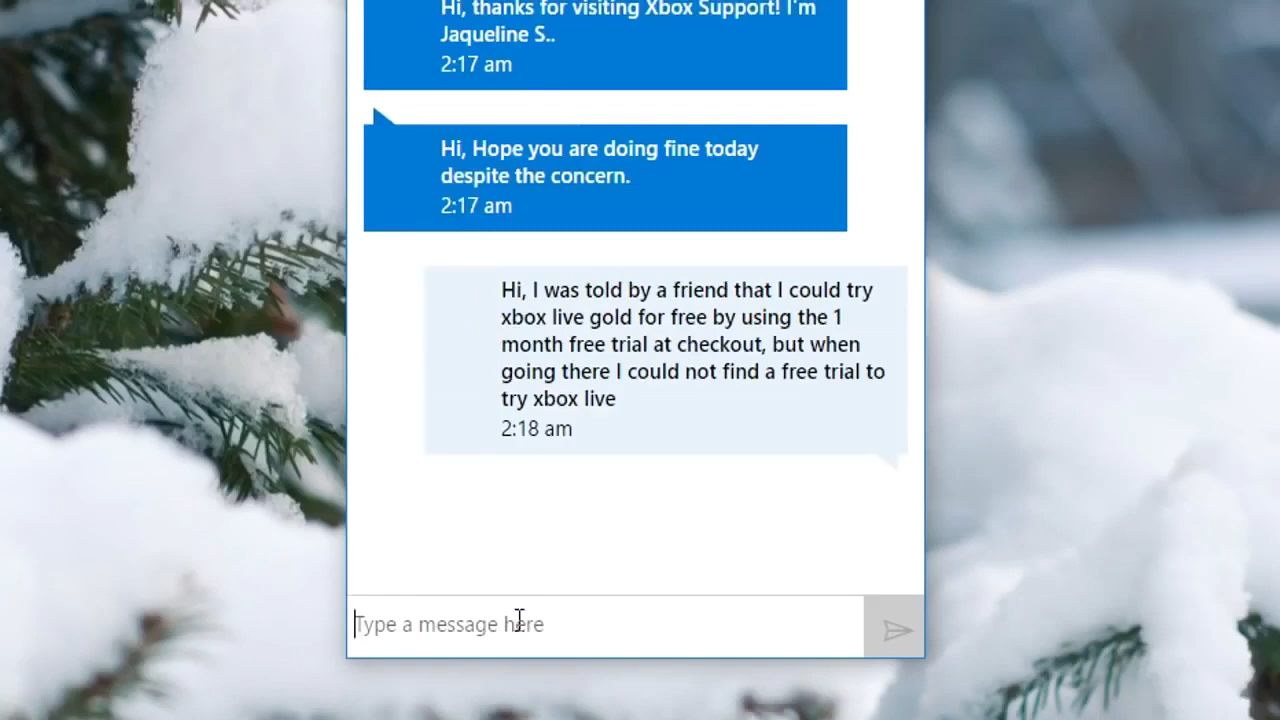 Hi, thanks for visiting Xbox Support! I'm
Jaqueline S..
2:17 am
Hi, Hope you are doing fine today
despite the concern.
2:17 am
Hi, I was told by a friend that I could try
xbox live gold for free by using the 1
month free trial at checkout, but when
going there I could not find a free trial to
try xbox live
2:18 am
Type a message here